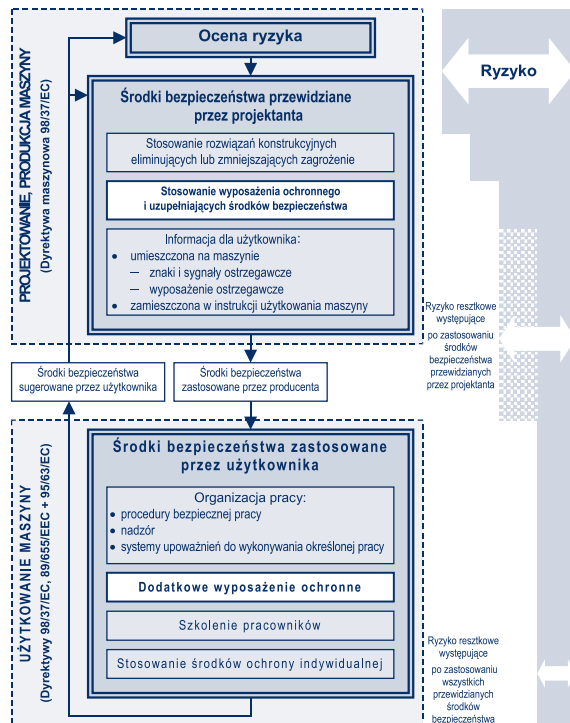 PROJEKTOWANIE, PRODUKCJA MASZYNY
(Dyrektywa maszynowa 98/37/EC)
Ocena ryzyka
Środki bezpieczeństwa przewidziane
przez projektanta
Stosowanie rozwiązań konstrukcyjnych
eliminujących lub zmniejszających zagrożenie
Stosowanie wyposażenia ochronnego
i uzupełniających środków bezpieczeństwa
Informacja dla użytkownika:
● umieszczona na maszynie
— znaki i sygnały ostrzegawcze
— wyposażenie ostrzegawcze
● zamieszczona w instrukcji użytkowania maszyny
Ryzyko
Ryzyko resztkowe
występujące
po zastosowaniu
środków
bezpieczeństwa
przewidzianych
przez projektanta
Środki bezpieczeństwa
sugerowane przez użytkownika
Środki bezpieczeństwa
zastosowane przez producenta
UŻYTKOWANIE MASZYNY
(Dyrektywy 98/37/EC, 89/655/EEC + 95/63/EC)
Środki bezpieczeństwa zastosowane
przez użytkownika
Organizacja pracy:
● procedury bezpiecznej pracy
● nadzór
● systemy upoważnień do wykonywania określonej pracy
Dodatkowe wyposażenie ochronne
Szkolenie pracowników
Stosowanie środków ochrony indywidualnej
Ryzyko resztkowe
występujące
po zastosowaniu
wszystkich
przewidzianych
środków
bezpieczeństwa